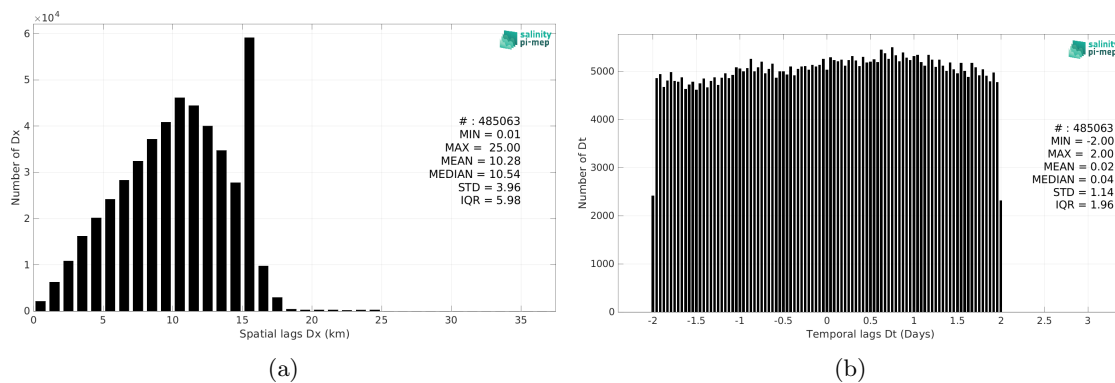 ×10⁴
6
5
4
3
2
1
0
Number of Dx
0 5 10 15 20 25 30 35
Spatial lags Dx (km)
salinity
pi-mep
# : 485063
MIN = 0.01
MAX = 25.00
MEAN = 10.28
MEDIAN = 10.54
STD = 3.96
IQR = 5.98
(a)
5000
4000
3000
2000
1000
0
Number of Dt
-2 -1.5 -1 -0.5 0 0.5 1 1.5 2 2.5 3
Temporal lags Dt (Days)
salinity
pi-mep
# : 485063
MIN = -2.00
MAX = 2.00
MEAN = 0.02
MEDIAN = 0.04
STD = 1.14
IQR = 1.96
(b)